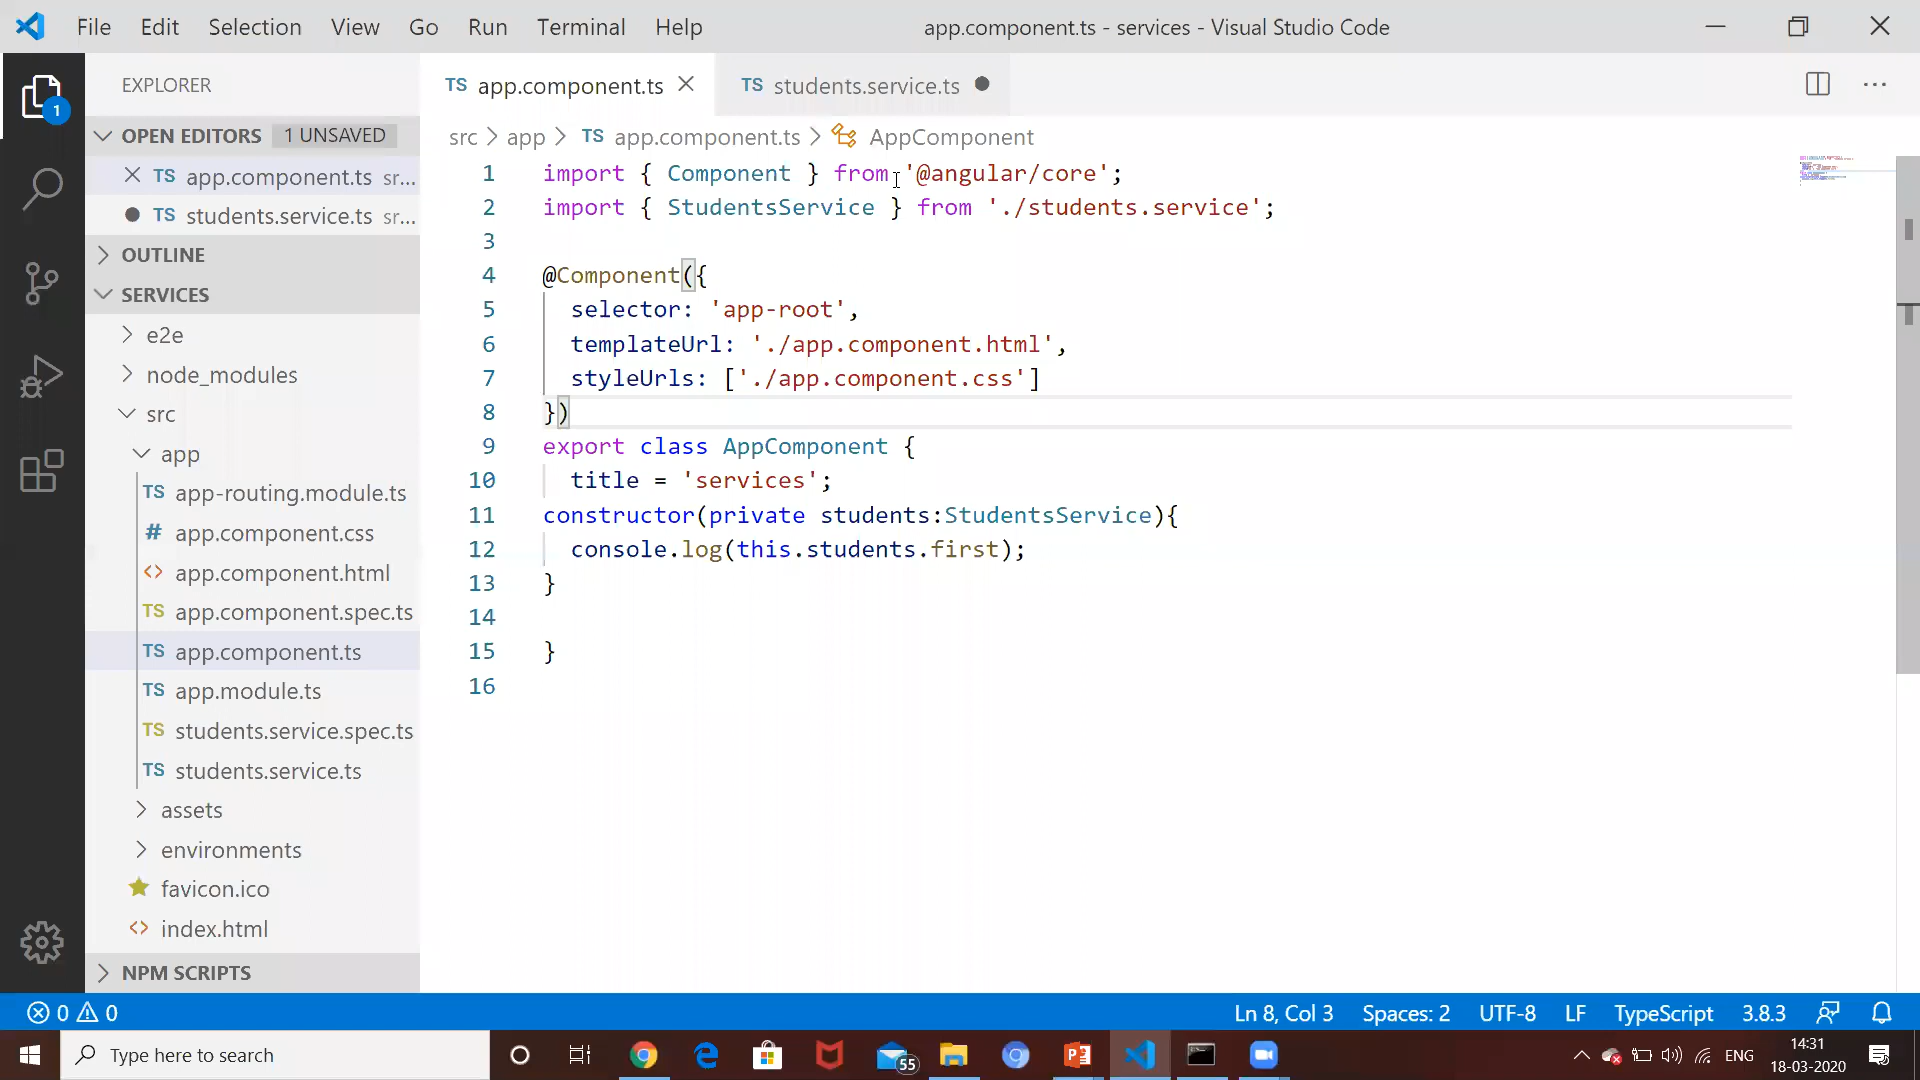 File Edit Selection View Go Run Terminal Help
app.component.ts - services - Visual Studio Code
1
EXPLORER
OPEN EDITORS 1 UNSAVED
TS app.component.ts sr...
TS students.service.ts sr...
OUTLINE
SERVICES
e2e
node_modules
src
app
TS app-routing.module.ts
# app.component.css
<> app.component.html
TS app.component.spec.ts
TS app.component.ts
TS app.module.ts
TS students.service.spec.ts
TS students.service.ts
assets
environments
favicon.ico
<> index.html
NPM SCRIPTS
TS app.component.ts
TS students.service.ts
src > app > TS app.component.ts > AppComponent
1 import { Component } from '@angular/core';
2 import { StudentsService } from './students.service';
3
4 @Component({
5 selector: 'app-root',
6 templateUrl: './app.component.html',
7 styleUrls: ['./app.component.css']
8 })
9 export class AppComponent {
10 title = 'services';
11 constructor(private students:StudentsService){
12 console.log(this.students.first);
13 }
14
15 }
16
0 0
Ln 8, Col 3 Spaces: 2 UTF-8 LF TypeScript 3.8.3
Type here to search
55
ENG
14:31
18-03-2020